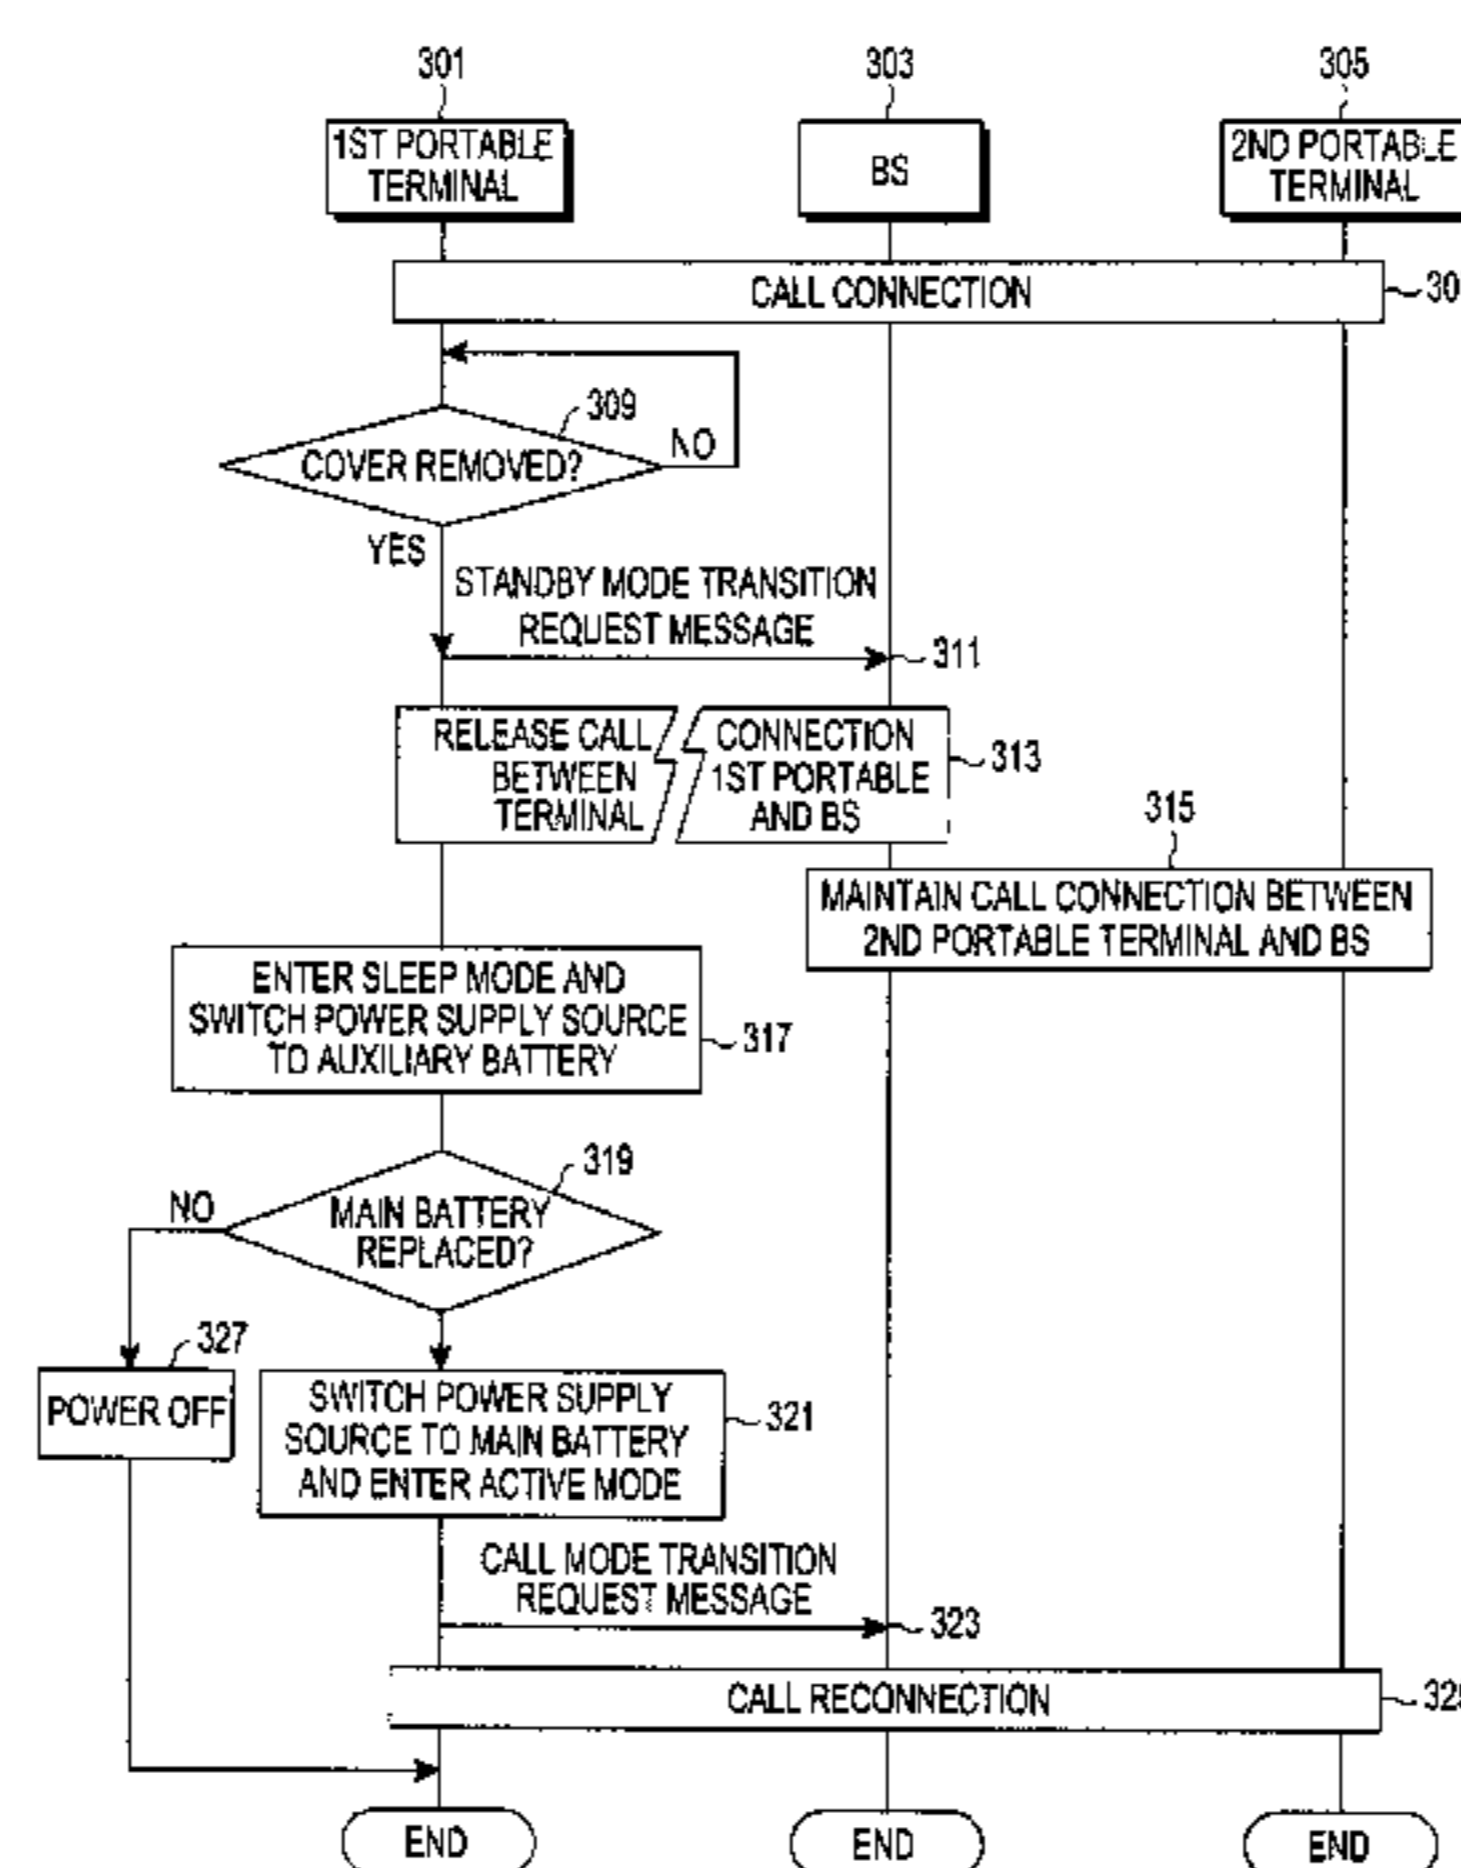 301
303
305
1ST PORTABLE
TERMINAL
BS
2ND PORTABLE
TERMINAL
CALL CONNECTION
309
COVER REMOVED?
NO
YES
STANDBY MODE TRANSITION
REQUEST MESSAGE
311
RELEASE CALL CONNECTION
BETWEEN 1ST PORTABLE
TERMINAL AND BS
313
315
MAINTAIN CALL CONNECTION BETWEEN
2ND PORTABLE TERMINAL AND BS
ENTER SLEEP MODE AND
SWITCH POWER SUPPLY SOURCE
TO AUXILIARY BATTERY
317
319
MAIN BATTERY
REPLACED?
NO
327
POWER OFF
SWITCH POWER SUPPLY
SOURCE TO MAIN BATTERY
AND ENTER ACTIVE MODE
321
CALL MODE TRANSITION
REQUEST MESSAGE
323
CALL RECONNECTION
END
END
END